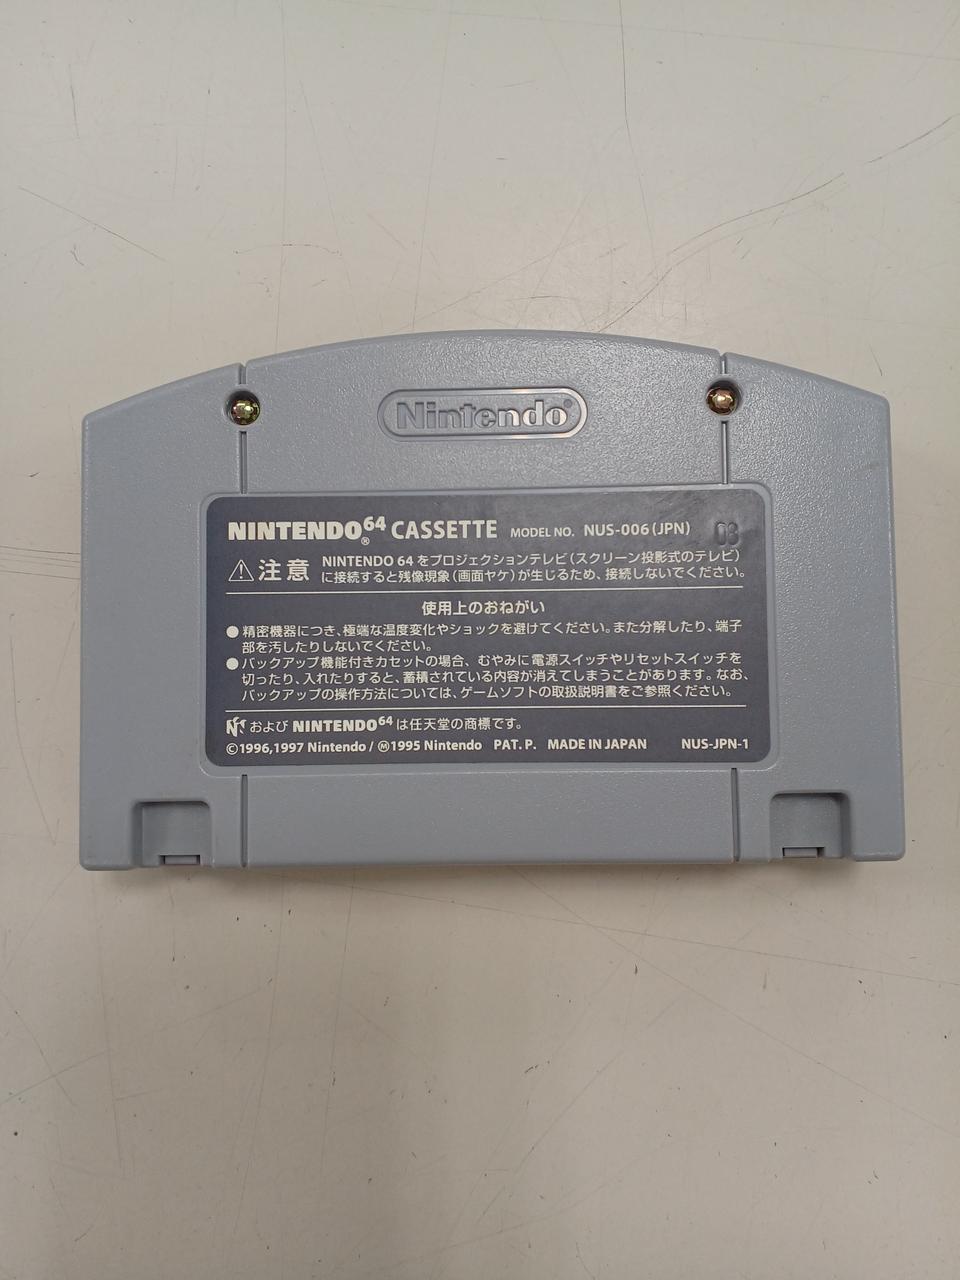 Nintendo®
NINTENDO64® CASSETTE MODEL NO. NUS-006(JPN) 03
⚠注意 NINTENDO 64 をプロジェクションテレビ(スクリーン投影式のテレビ)
に接続すると残像現象(画面ヤケ)が生じるため、接続しないでください。
使用上のおねがい
●精密機器につき、極端な温度変化やショックを避けてください。また分解したり、端子
部を汚したりしないでください。
●バックアップ機能付きカセットの場合、むやみに電源スイッチやリセットスイッチを
切ったり、入れたりすると、蓄積されている内容が消えてしまうことがあります。なお、
バックアップの操作方法については、ゲームソフトの取扱説明書をご参照ください。
および NINTENDO64 は任天堂の商標です。
©1996,1997 Nintendo / Ⓜ1995 Nintendo PAT. P. MADE IN JAPAN NUS-JPN-1